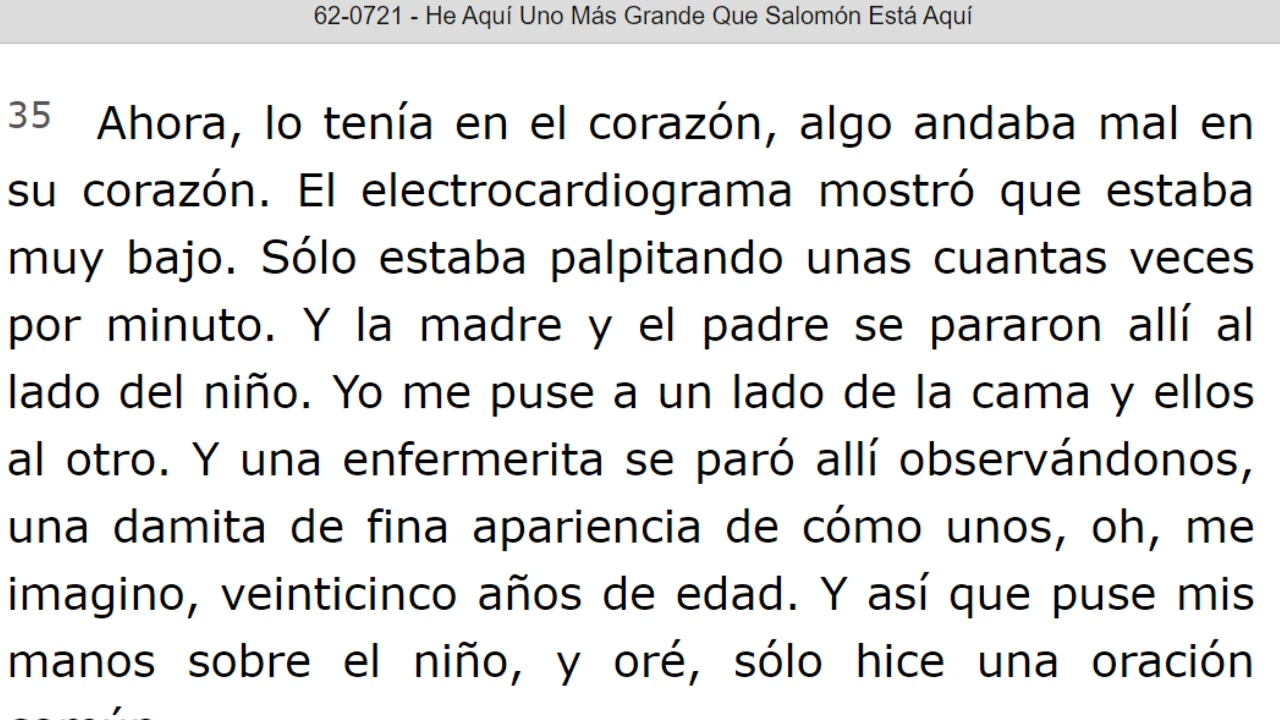 62-0721 - He Aquí Uno Más Grande Que Salomón Está Aquí
35 Ahora, lo tenía en el corazón, algo andaba mal en
su corazón. El electrocardiograma mostró que estaba
muy bajo. Sólo estaba palpitando unas cuantas veces
por minuto. Y la madre y el padre se pararon allí al
lado del niño. Yo me puse a un lado de la cama y ellos
al otro. Y una enfermerita se paró allí observándonos,
una damita de fina apariencia de cómo unos, oh, me
imagino, veinticinco años de edad. Y así que puse mis
manos sobre el niño, y oré, sólo hice una oración